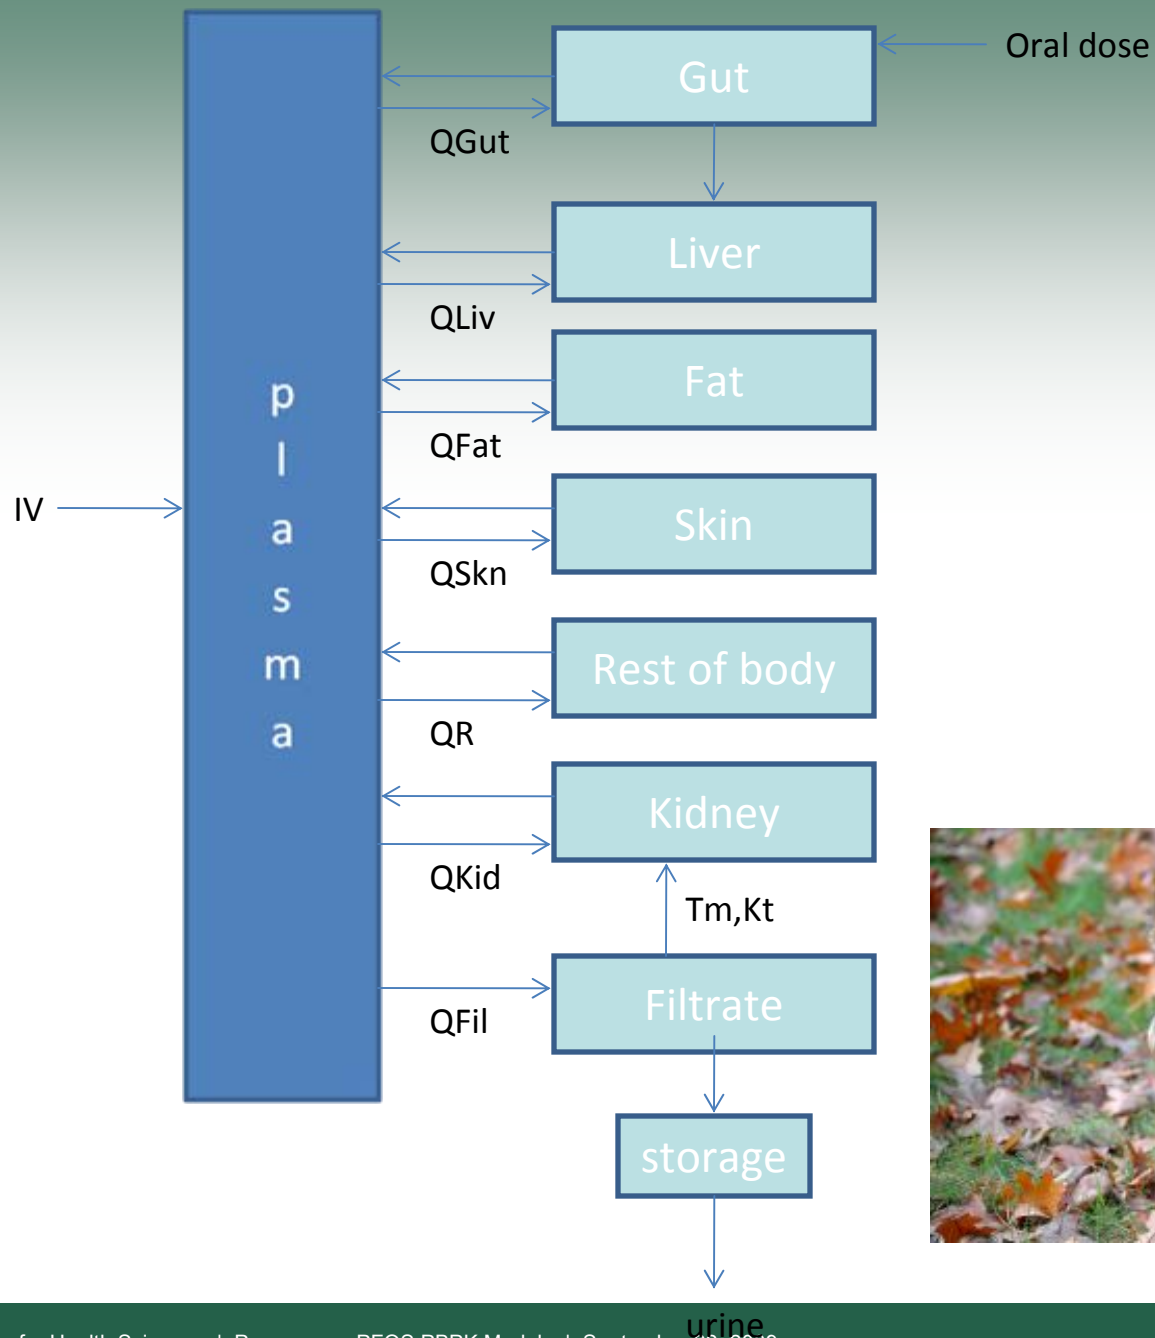 Oral dose
Gut
QGut
Liver
QLiv
Fat
QFat
plasma
IV
Skin
QSkn
Rest of body
QR
Kidney
QKid
Tm,Kt
Filtrate
QFil
storage
urine